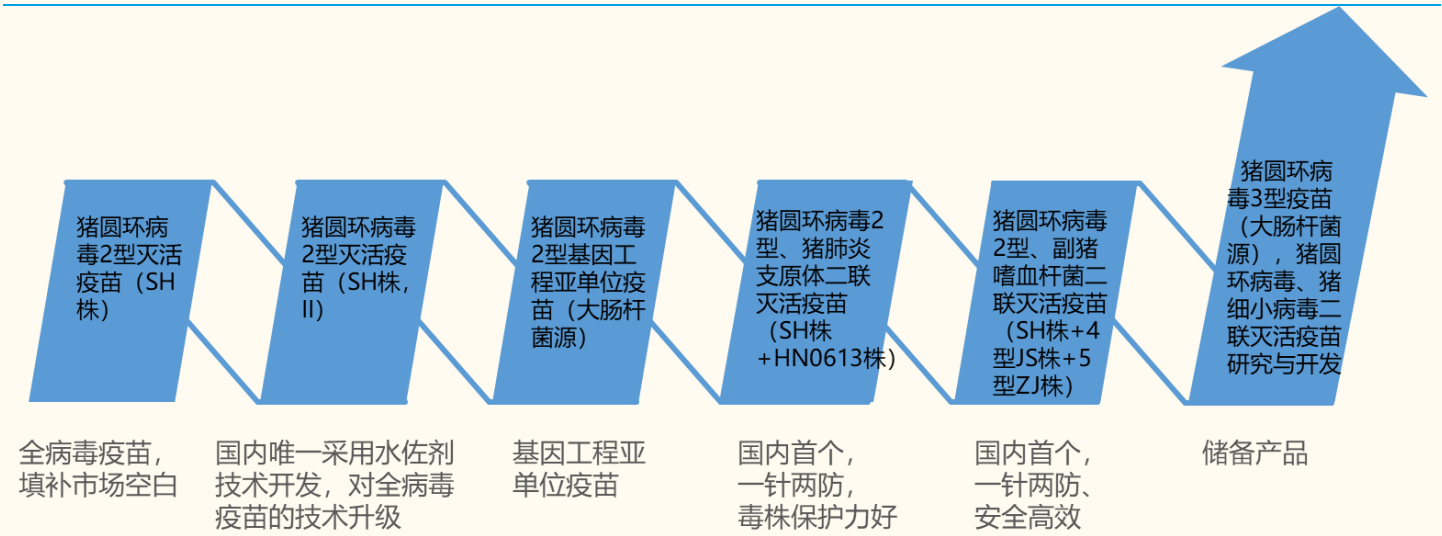 猪圆环病
毒2型灭活
疫苗（SH
株）
猪圆环病毒
2型灭活疫
苗（SH株，
II）
猪圆环病毒
2型基因工
程亚单位疫
苗（大肠杆
菌源）
猪圆环病毒2
型、猪肺炎
支原体二联
灭活疫苗
（SH株
+HN0613株）
猪圆环病毒
2型、副猪
嗜血杆菌二
联灭活疫苗
（SH株+4
型JS株+5
型ZJ株）
猪圆环病
毒3型疫苗
（大肠杆菌
源），猪圆
环病毒、猪
细小病毒二
联灭活疫苗
研究与开发
全病毒疫苗，
填补市场空白
国内唯一采用水佐剂
技术开发，对全病毒
疫苗的技术升级
基因工程亚
单位疫苗
国内首个，
一针两防，
毒株保护力好
国内首个，
一针两防、
安全高效
储备产品